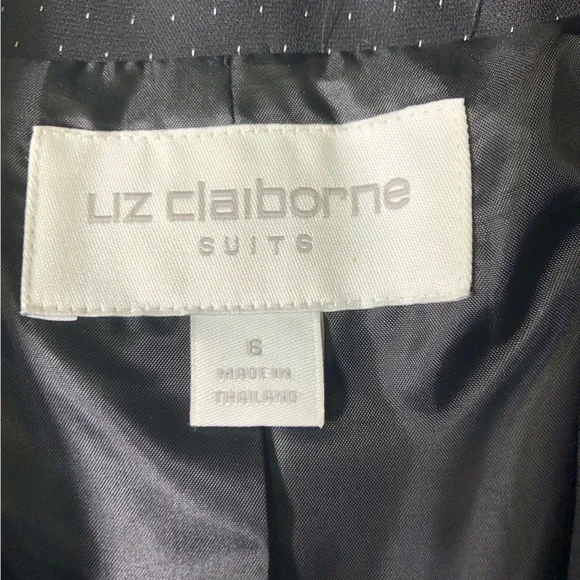 LIZ claiborne
SUITS
6
MADE IN
THAILAND